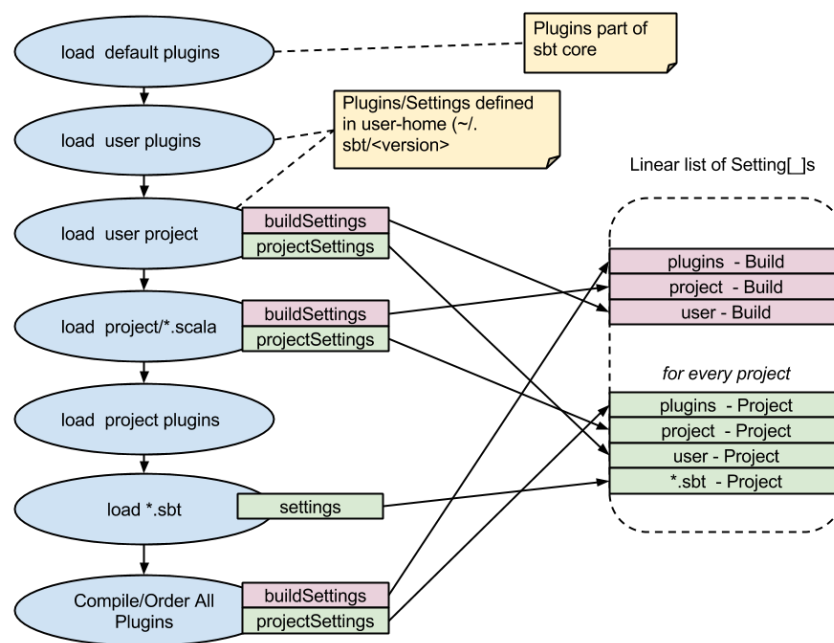 load default plugins
Plugins part of
sbt core
load user plugins
Plugins/Settings defined
in user-home (~/.
sbt/<version>
Linear list of Setting[_]s
load user project
buildSettings
projectSettings
plugins - Build
project - Build
user - Build
load project/*.scala
buildSettings
projectSettings
for every project
plugins - Project
project - Project
user - Project
*.sbt - Project
load project plugins
load *.sbt
settings
Compile/Order All
Plugins
buildSettings
projectSettings